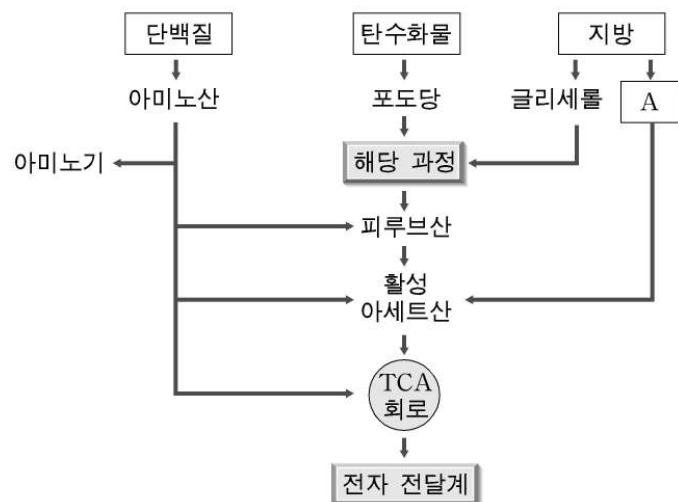 단백질
탄수화물
지방
아미노산
포도당
글리세롤
A
아미노기
해당 과정
피루브산
활성
아세트산
TCA
회로
전자 전달계